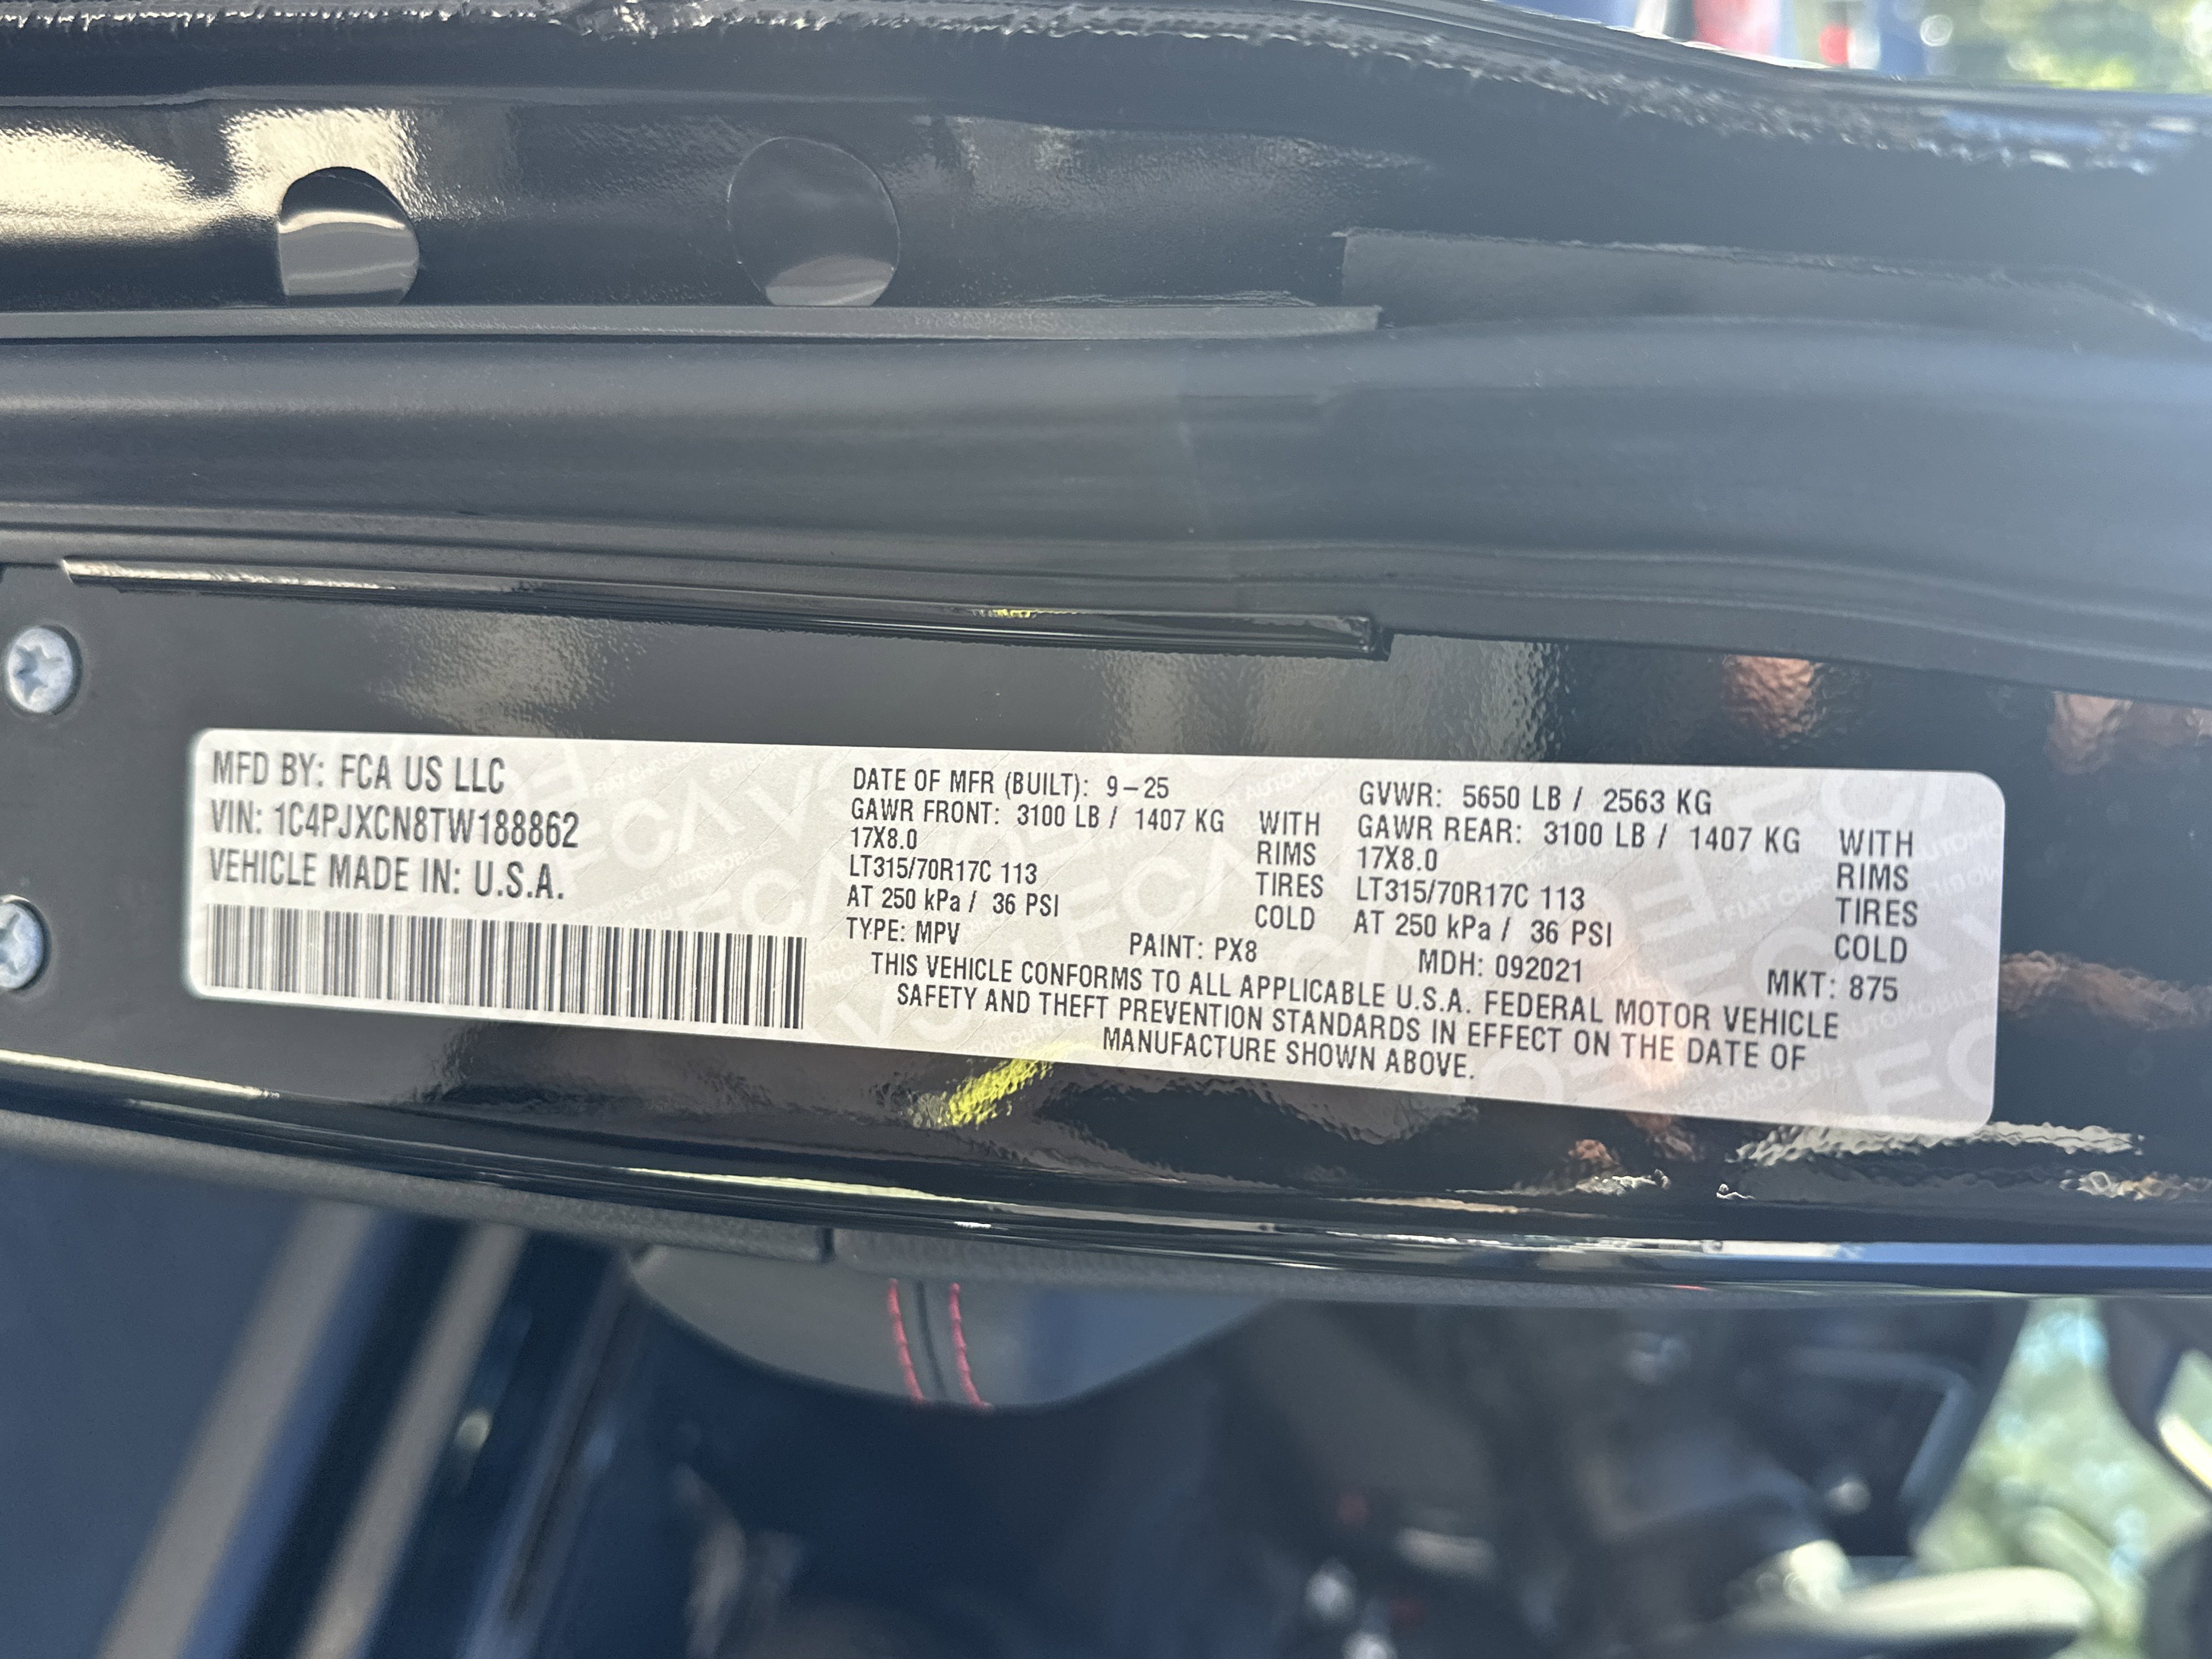 MFD BY: FCA US LLC
VIN: 1C4PJXCN8TW188862
VEHICLE MADE IN: U.S.A.
DATE OF MFR (BUILT): 9-25
GAWR FRONT: 3100 LB / 1407 KG WITH
17X8.0 RIMS
LT315/70R17C 113 TIRES
AT 250 kPa / 36 PSI COLD
GVWR: 5650 LB / 2563 KG
GAWR REAR: 3100 LB / 1407 KG WITH
17X8.0 RIMS
LT315/70R17C 113 TIRES
AT 250 kPa / 36 PSI COLD
TYPE: MPV PAINT: PX8 MDH: 092021 MKT: 875
THIS VEHICLE CONFORMS TO ALL APPLICABLE U.S.A. FEDERAL MOTOR VEHICLE
SAFETY AND THEFT PREVENTION STANDARDS IN EFFECT ON THE DATE OF
MANUFACTURE SHOWN ABOVE.